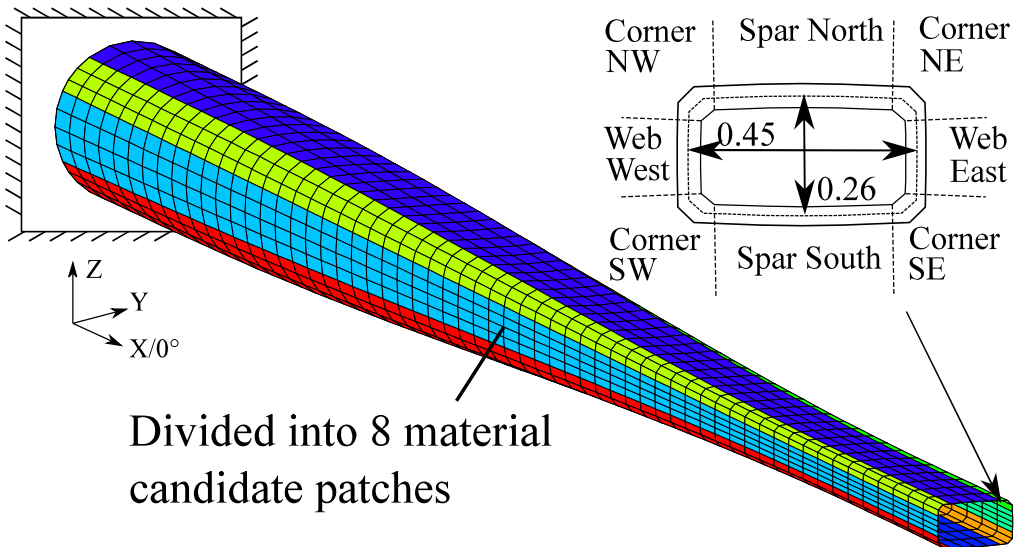 Corner
NW
Spar North
Corner
NE
Web
West
0.45
0.26
Web
East
Corner
SW
Spar South
Corner
SE
Z
Y
X/0°
Divided into 8 material
candidate patches